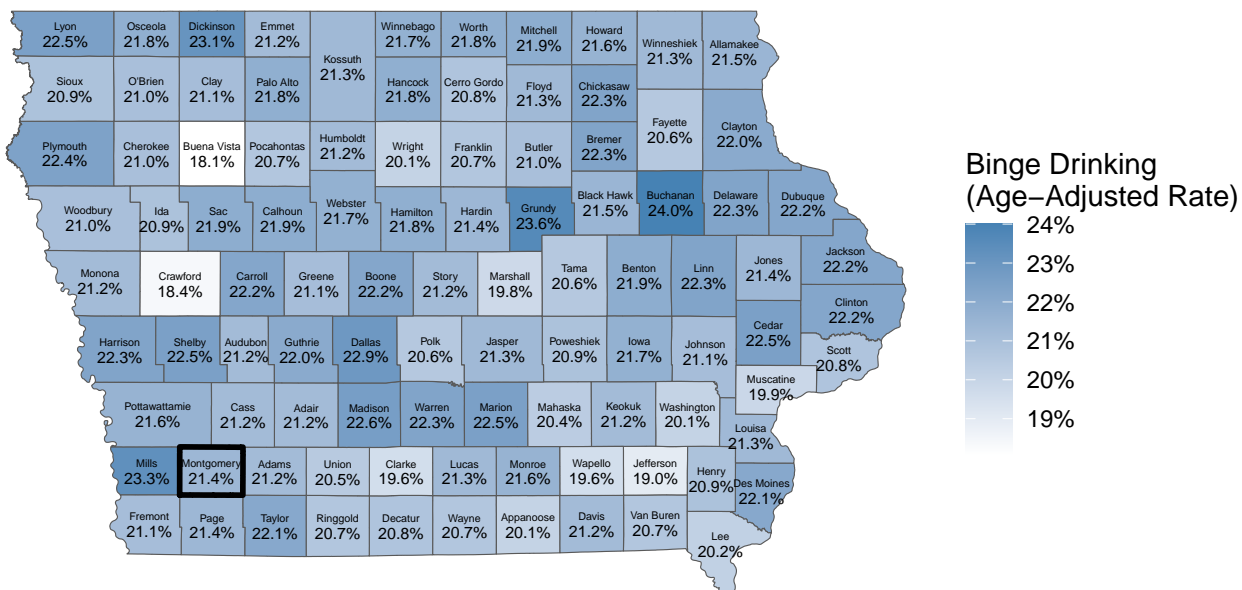 Lyon
22.5%
Osceola
21.8%
Dickinson
23.1%
Emmet
21.2%
Kossuth
21.3%
Winnebago
21.7%
Worth
21.8%
Mitchell
21.9%
Howard
21.6%
Winneshiek
21.3%
Allamakee
21.5%
Sioux
20.9%
O'Brien
21.0%
Clay
21.1%
Palo Alto
21.8%
Hancock
21.8%
Cerro Gordo
20.8%
Floyd
21.3%
Chickasaw
22.3%
Plymouth
22.4%
Cherokee
21.0%
Buena Vista
18.1%
Pocahontas
20.7%
Humboldt
21.2%
Wright
20.1%
Franklin
20.7%
Butler
21.0%
Bremer
22.3%
Fayette
20.6%
Clayton
22.0%
Woodbury
21.0%
Ida
20.9%
Sac
21.9%
Calhoun
21.9%
Webster
21.7%
Hamilton
21.8%
Hardin
21.4%
Grundy
23.6%
Black Hawk
21.5%
Buchanan
24.0%
Delaware
22.3%
Dubuque
22.2%
Monona
21.2%
Crawford
18.4%
Carroll
22.2%
Greene
21.1%
Boone
22.2%
Story
21.2%
Marshall
19.8%
Tama
20.6%
Benton
21.9%
Linn
22.3%
Jones
21.4%
Jackson
22.2%
Clinton
22.2%
Harrison
22.3%
Shelby
22.5%
Audubon
21.2%
Guthrie
22.0%
Dallas
22.9%
Polk
20.6%
Jasper
21.3%
Poweshiek
20.9%
Iowa
21.7%
Johnson
21.1%
Cedar
22.5%
Scott
20.8%
Muscatine
19.9%
Pottawattamie
21.6%
Cass
21.2%
Adair
21.2%
Madison
22.6%
Warren
22.3%
Marion
22.5%
Mahaska
20.4%
Keokuk
21.2%
Washington
20.1%
Louisa
21.3%
Mills
23.3%
Montgomery
21.4%
Adams
21.2%
Union
20.5%
Clarke
19.6%
Lucas
21.3%
Monroe
21.6%
Wapello
19.6%
Jefferson
19.0%
Henry
20.9%
Des Moines
22.1%
Fremont
21.1%
Page
21.4%
Taylor
22.1%
Ringgold
20.7%
Decatur
20.8%
Wayne
20.7%
Appanoose
20.1%
Davis
21.2%
Van Buren
20.7%
Lee
20.2%
Binge Drinking
(Age−Adjusted Rate)
24%
23%
22%
21%
20%
19%